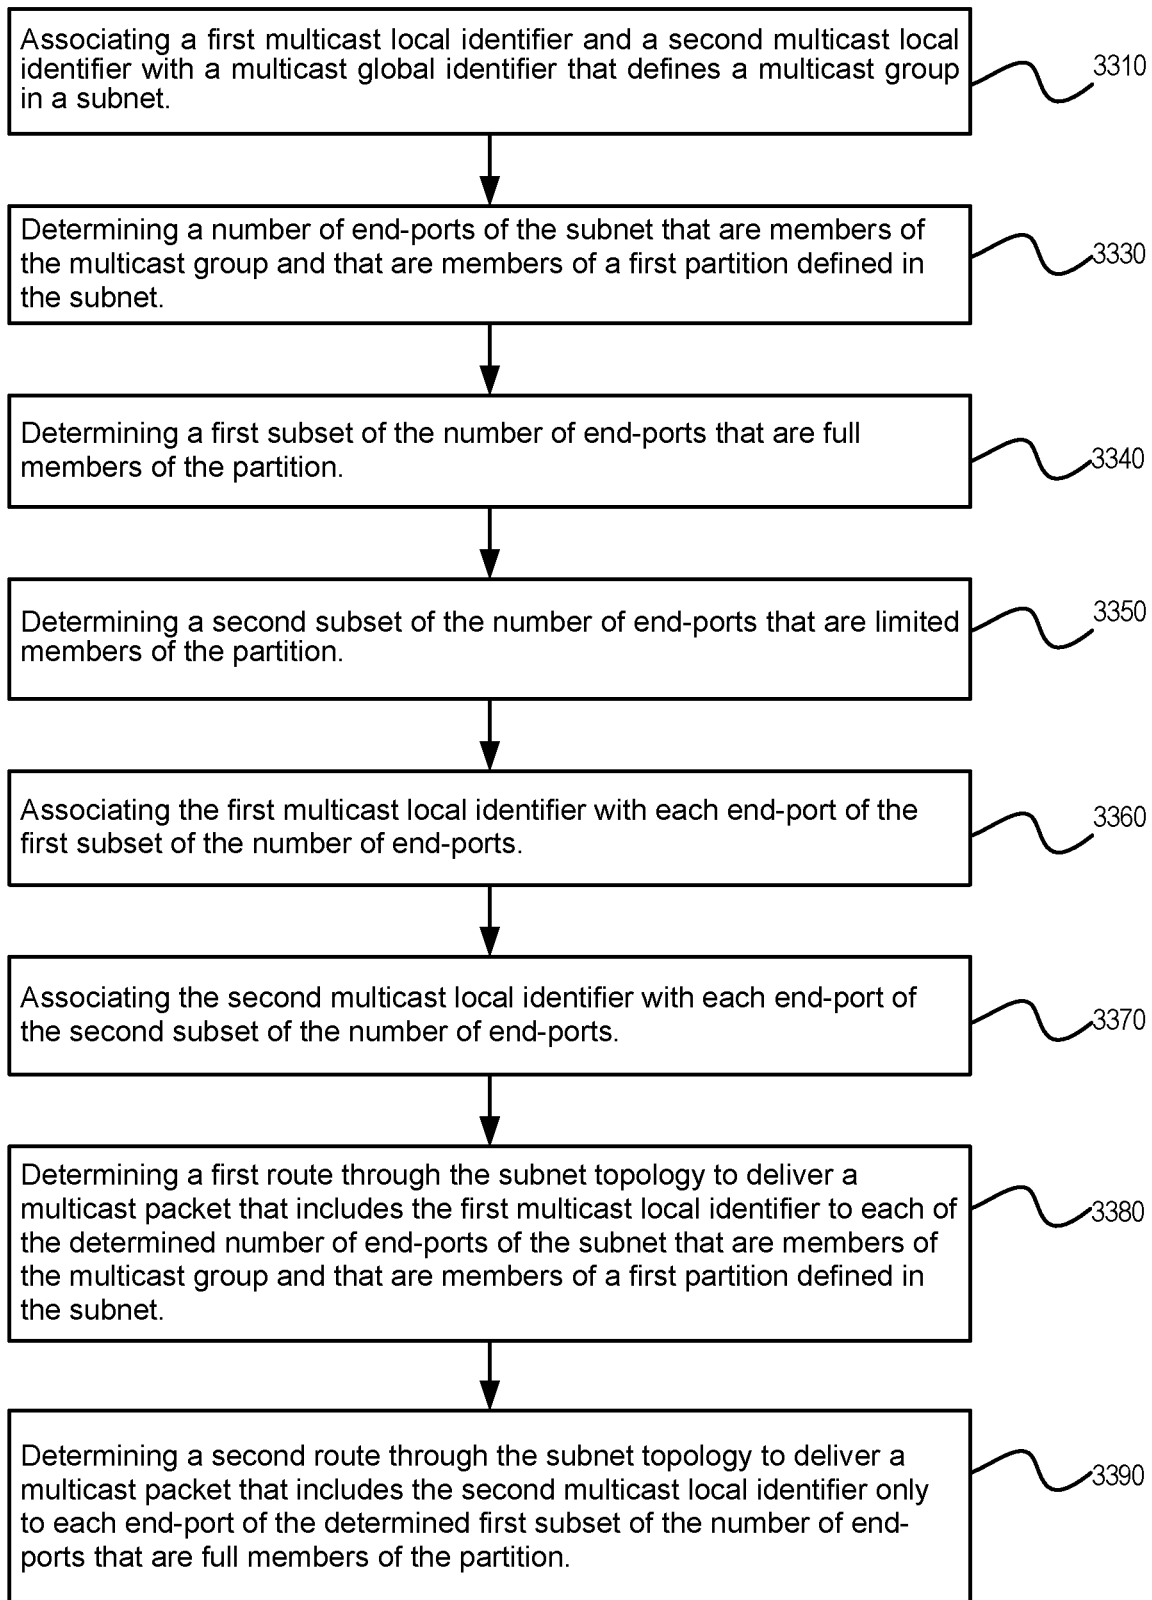 Associating a first multicast local identifier and a second multicast local
identifier with a multicast global identifier that defines a multicast group
in a subnet.
3310
Determining a number of end-ports of the subnet that are members of
the multicast group and that are members of a first partition defined in
the subnet.
3330
Determining a first subset of the number of end-ports that are full
members of the partition.
3340
Determining a second subset of the number of end-ports that are limited
members of the partition.
3350
Associating the first multicast local identifier with each end-port of the
first subset of the number of end-ports.
3360
Associating the second multicast local identifier with each end-port of
the second subset of the number of end-ports.
3370
Determining a first route through the subnet topology to deliver a
multicast packet that includes the first multicast local identifier to each of
the determined number of end-ports of the subnet that are members of
the multicast group and that are members of a first partition defined in
the subnet.
3380
Determining a second route through the subnet topology to deliver a
multicast packet that includes the second multicast local identifier only
to each end-port of the determined first subset of the number of end-
ports that are full members of the partition.
3390